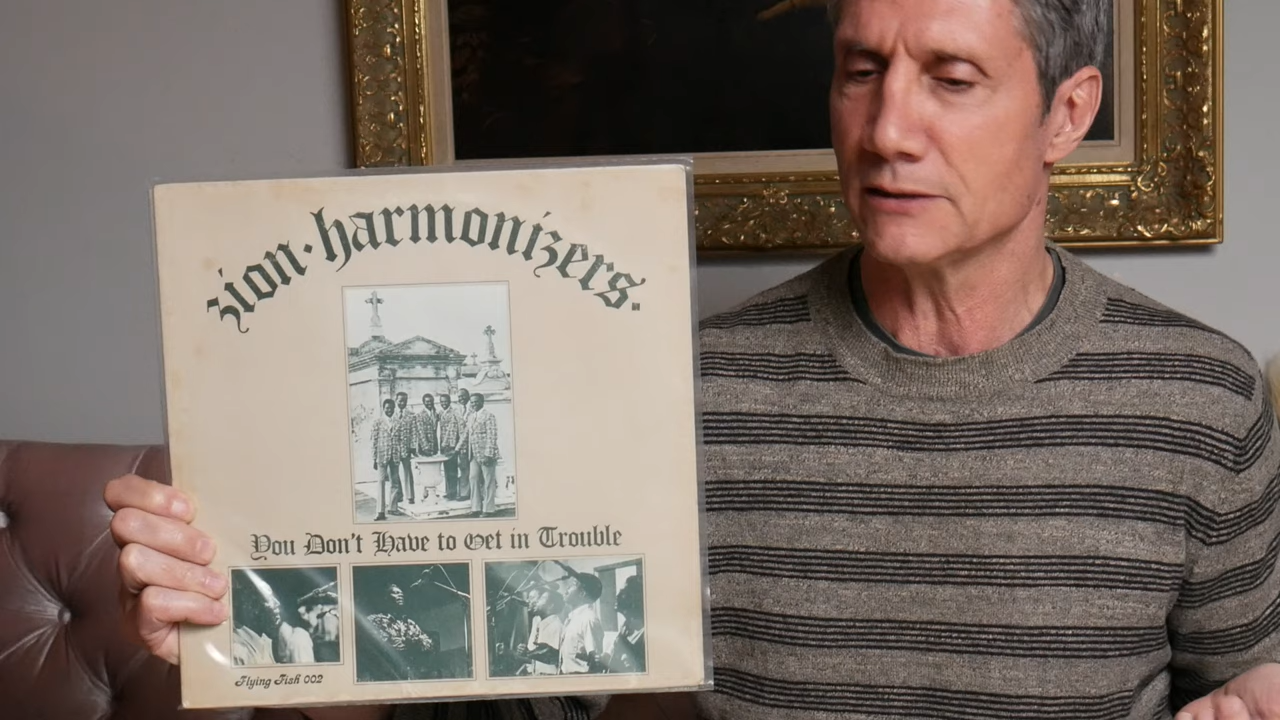 zion·harmonizers.
You Don't Have to Get in Trouble
Flying Fish 002